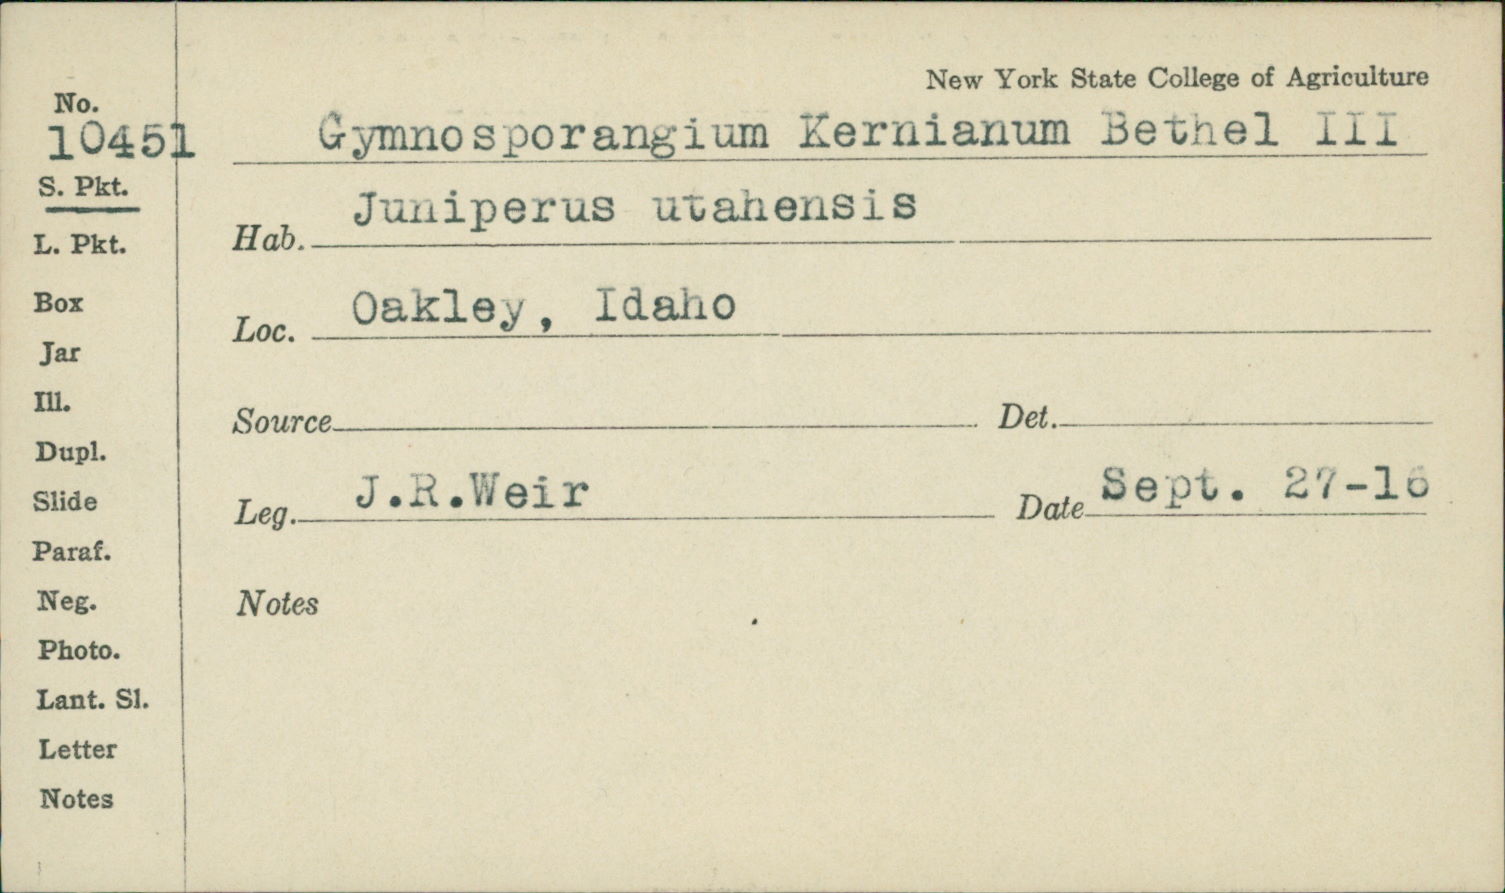 New York State College of Agriculture
No.
10451
Gymnosporangium Kernianum Bethel III
S. Pkt.
Hab. Juniperus utahensis
L. Pkt.
Box
Loc. Oakley, Idaho
Jar
Ill.
Source Det.
Dupl.
Slide
Leg. J.R.Weir Date Sept. 27-16
Paraf.
Neg.
Notes
Photo.
Lant. Sl.
Letter
Notes